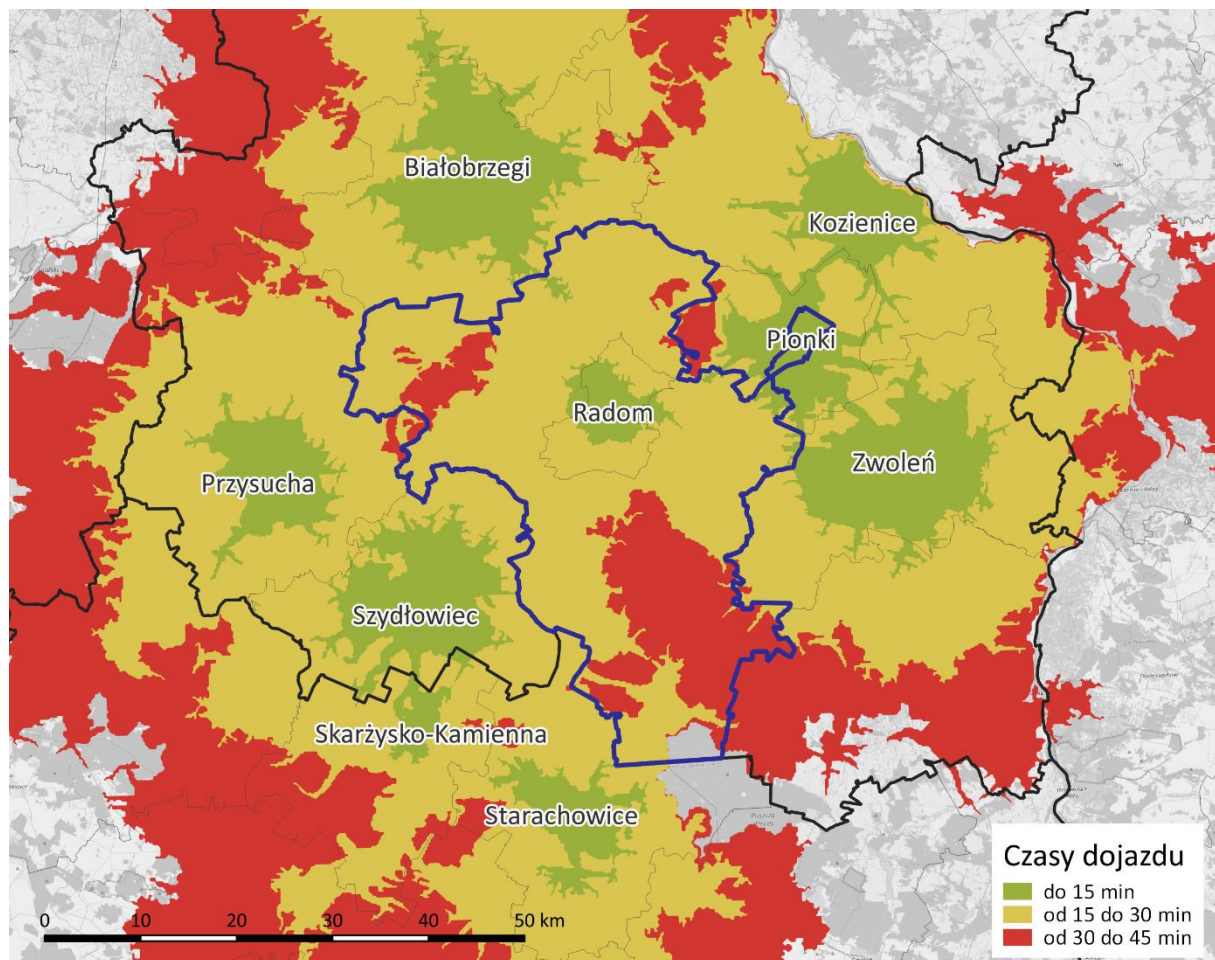 Białobrzegi
Kozienice
Pionki
Radom
Zwoleń
Przysucha
Szydłowiec
Skarżysko-Kamienna
Starachowice
Czasy dojazdu
do 15 min
od 15 do 30 min
od 30 do 45 min
0 10 20 30 40 50 km